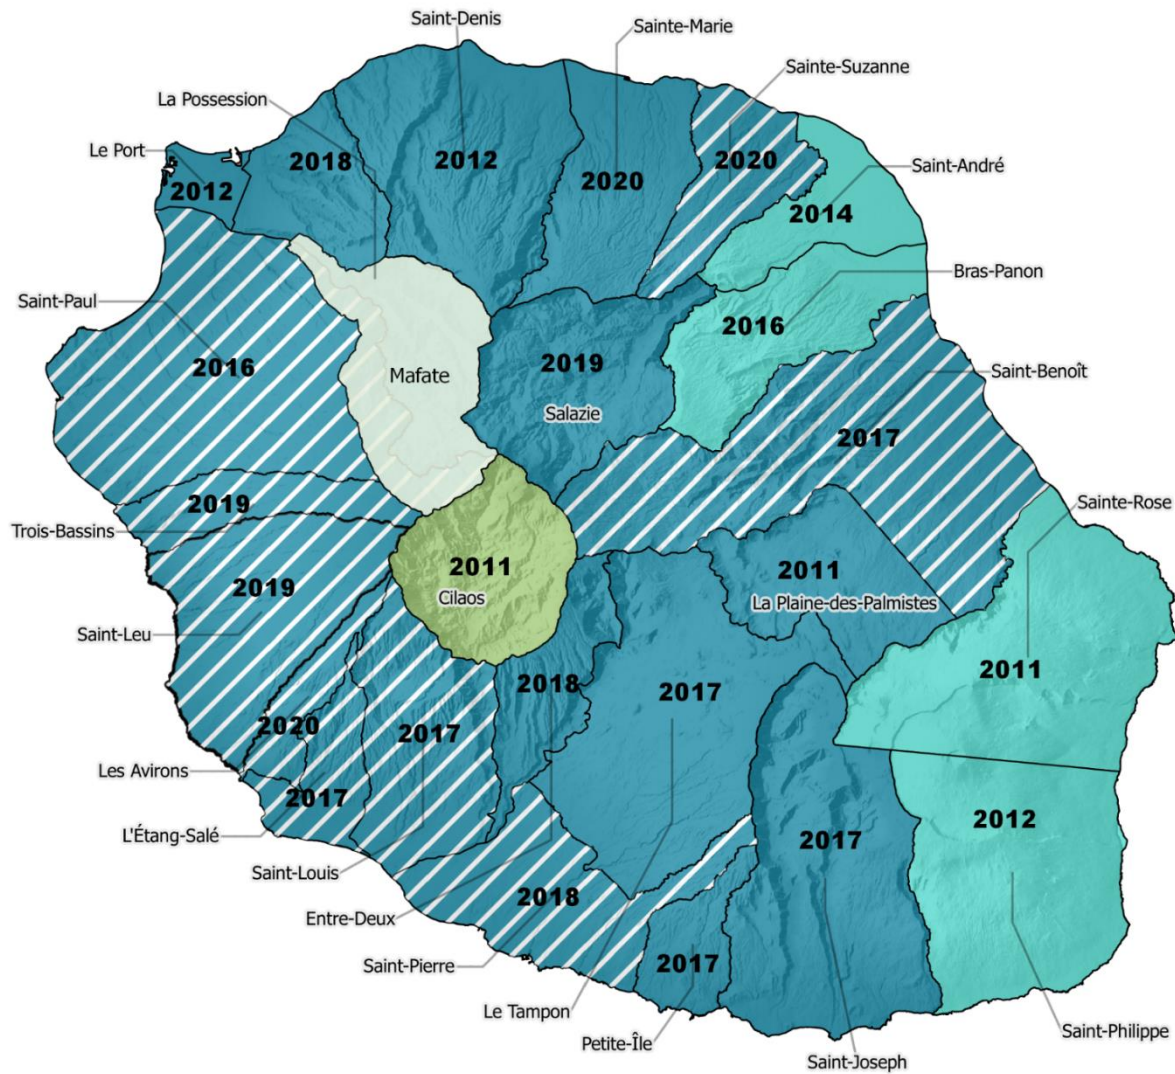 Saint-Denis
Sainte-Marie
Sainte-Suzanne
La Possession
Le Port
2018
2012
2020
2020
Saint-André
2012
2014
Bras-Panon
Saint-Paul
2016
2016
2019
Mafate
Saint-Benoît
Salazie
2017
2019
Sainte-Rose
Trois-Bassins
2011
2011
2019
Cilaos
La Plaine-des-Palmistes
Saint-Leu
2018
2017
2011
2020
2017
Les Avirons
2017
L'Étang-Salé
2012
2017
Saint-Louis
2018
Entre-Deux
Saint-Pierre
2017
Le Tampon
Petite-Île
Saint-Joseph
Saint-Philippe